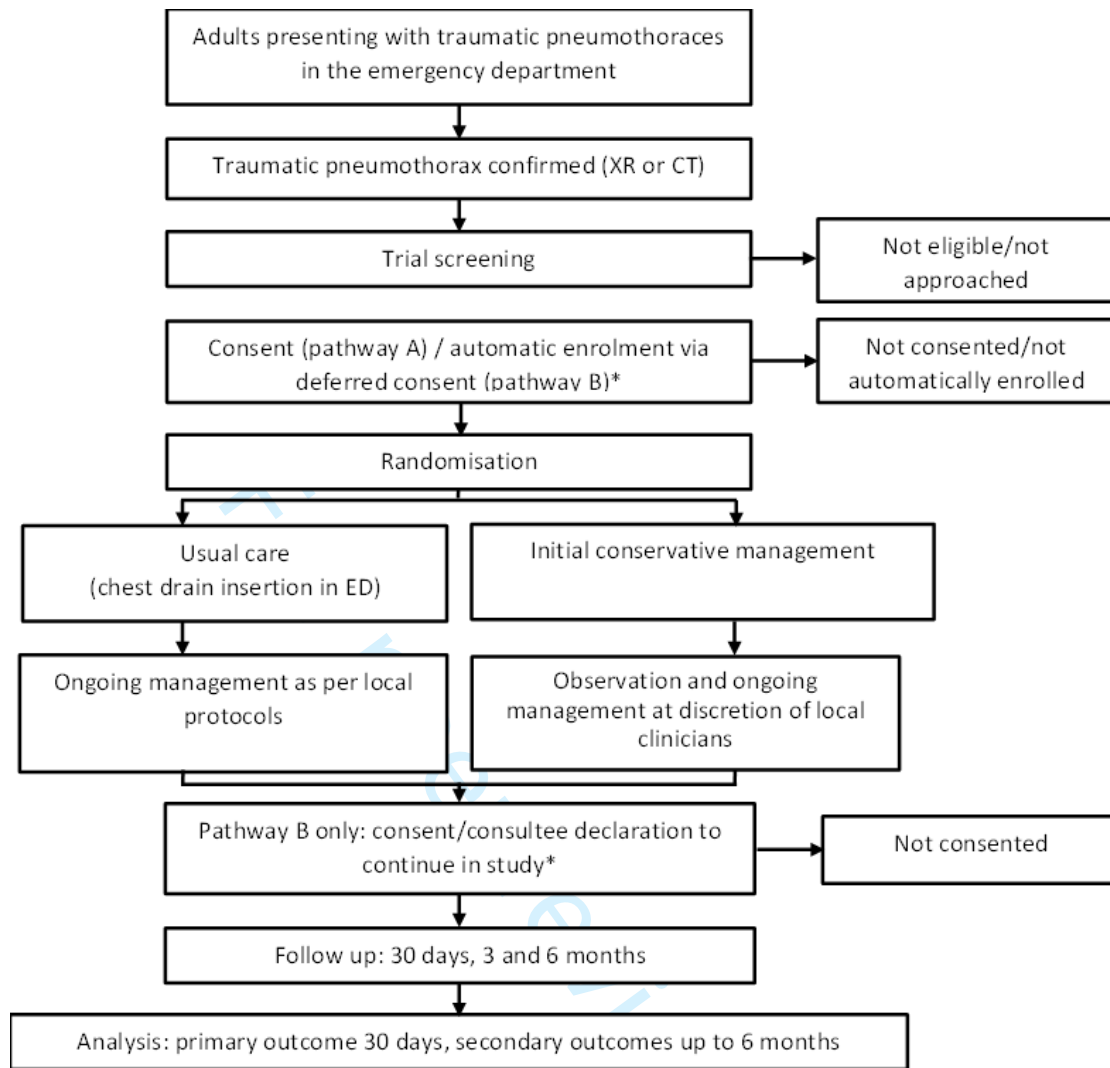 Adults presenting with traumatic pneumothoraces
in the emergency department
Traumatic pneumothorax confirmed (XR or CT)
Trial screening
Not eligible/not
approached
Consent (pathway A) / automatic enrolment via
deferred consent (pathway B)*
Not consented/not
automatically enrolled
Randomisation
Usual care
(chest drain insertion in ED)
Initial conservative management
Ongoing management as per local
protocols
Observation and ongoing
management at discretion of local
clinicians
Pathway B only: consent/consultee declaration to
continue in study*
Not consented
Follow up: 30 days, 3 and 6 months
Analysis: primary outcome 30 days, secondary outcomes up to 6 months